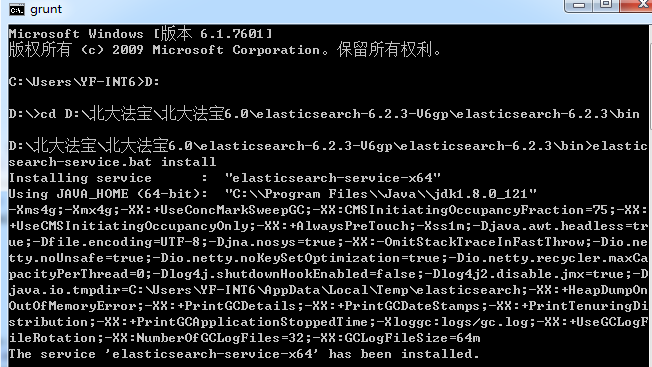 grunt
Microsoft Windows [版本 6.1.7601]
版权所有 (c) 2009 Microsoft Corporation。保留所有权利。
C:\Users\YF-INT6>D:
D:\>cd D:\北大法宝\北大法宝6.0\elasticsearch-6.2.3-V6gp\elasticsearch-6.2.3\bin
D:\北大法宝\北大法宝6.0\elasticsearch-6.2.3-V6gp\elasticsearch-6.2.3\bin>elastic
search-service.bat install
Installing service      :  "elasticsearch-service-x64"
Using JAVA_HOME (64-bit):  "C:\\Program Files\\Java\\jdk1.8.0_121"
-Xms4g;-Xmx4g;-XX:+UseConcMarkSweepGC;-XX:CMSInitiatingOccupancyFraction=75;-XX:
+UseCMSInitiatingOccupancyOnly;-XX:+AlwaysPreTouch;-Xss1m;-Djava.awt.headless=tr
ue;-Dfile.encoding=UTF-8;-Djna.nosys=true;-XX:-OmitStackTraceInFastThrow;-Dio.ne
tty.noUnsafe=true;-Dio.netty.noKeySetOptimization=true;-Dio.netty.recycler.maxCa
pacityPerThread=0;-Dlog4j.shutdownHookEnabled=false;-Dlog4j2.disable.jmx=true;-D
java.io.tmpdir=C:\Users\YF-INT6\AppData\Local\Temp\elasticsearch;-XX:+HeapDumpOn
OutOfMemoryError;-XX:+PrintGCDetails;-XX:+PrintGCDateStamps;-XX:+PrintTenuringDi
stribution;-XX:+PrintGCApplicationStoppedTime;-Xloggc:logs/gc.log;-XX:+UseGCLogF
ileRotation;-XX:NumberOfGCLogFiles=32;-XX:GCLogFileSize=64m
The service 'elasticsearch-service-x64' has been installed.